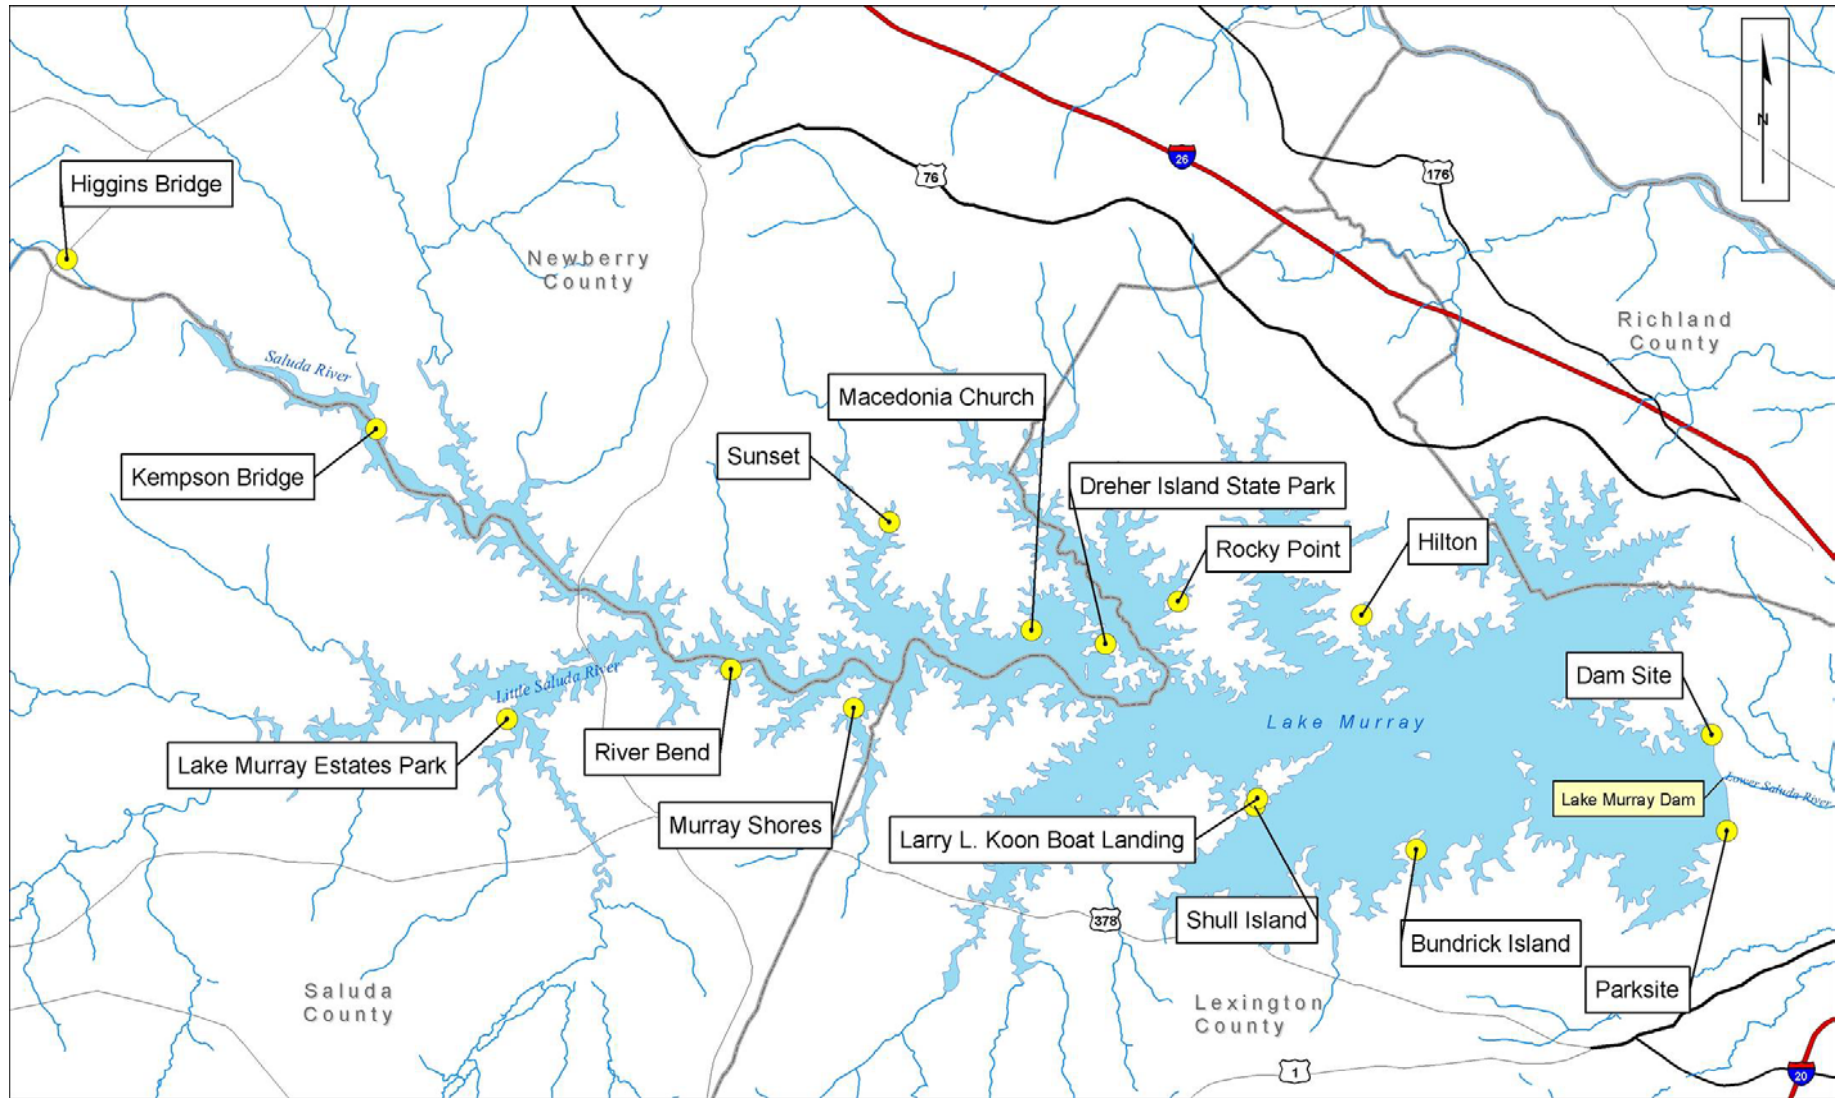 N
26
76
176
Higgins Bridge
Newberry
County
Richland
County
Saluda River
Macedonia Church
Sunset
Kempson Bridge
Dreher Island State Park
Rocky Point
Hilton
Little Saluda River
Dam Site
Lake Murray
River Bend
Lake Murray Estates Park
Lower Saluda River
Lake Murray Dam
Murray Shores
Larry L. Koon Boat Landing
378
Shull Island
Bundrick Island
Parksite
Saluda
County
Lexington
County
1
20